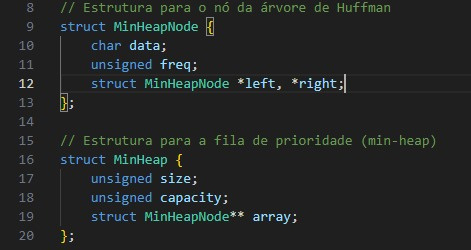 8 // Estrutura para o nó da árvore de Huffman
9 struct MinHeapNode {
10     char data;
11     unsigned freq;
12     struct MinHeapNode *left, *right;
13 };
14
15 // Estrutura para a fila de prioridade (min-heap)
16 struct MinHeap {
17     unsigned size;
18     unsigned capacity;
19     struct MinHeapNode** array;
20 };